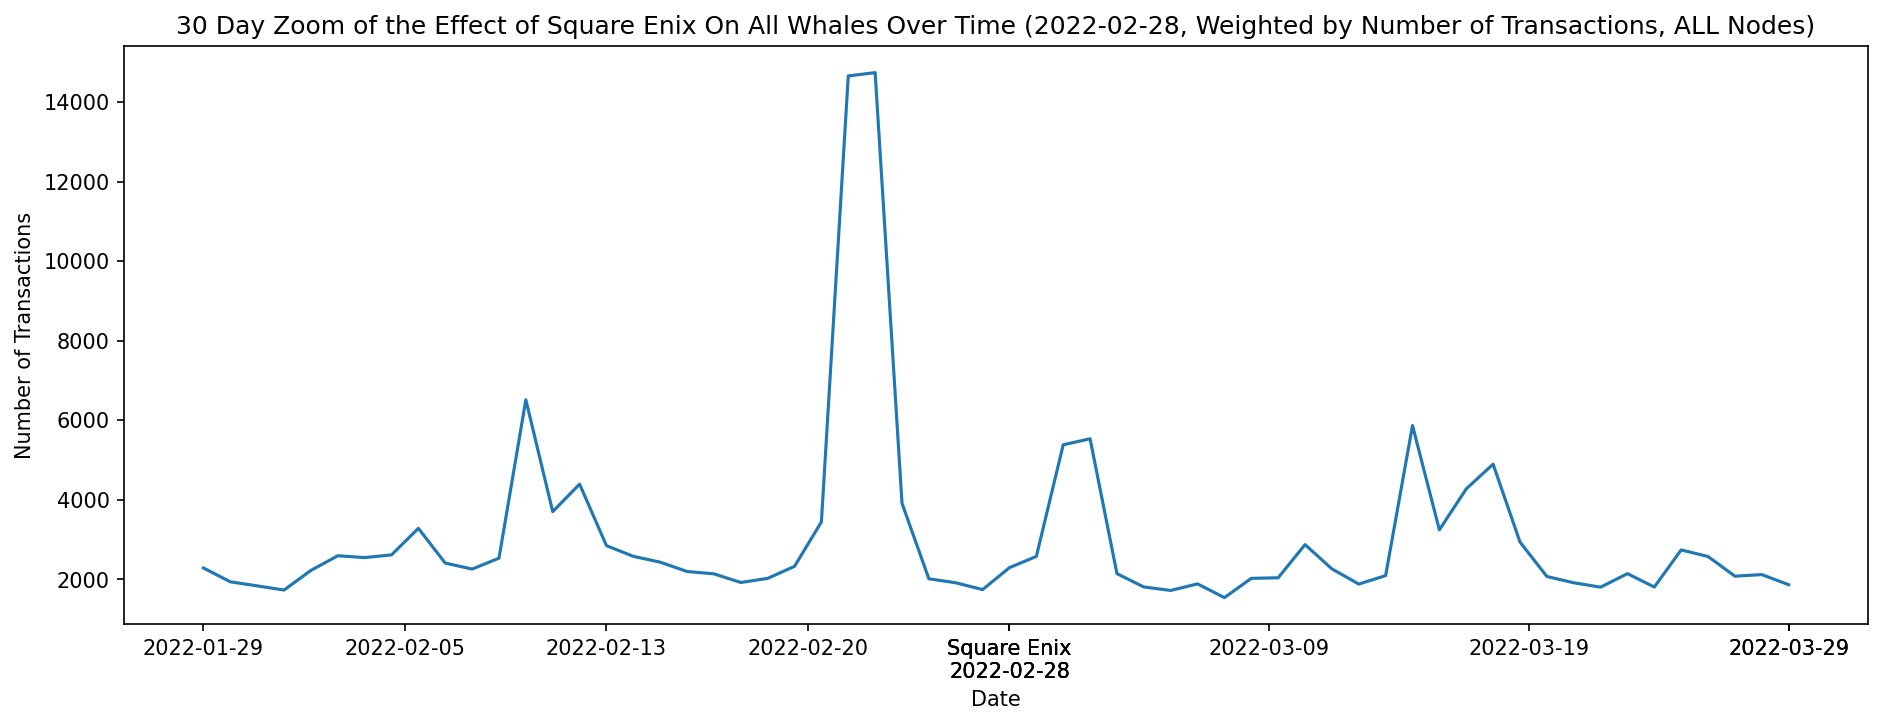 30 Day Zoom of the Effect of Square Enix On All Whales Over Time (2022-02-28, Weighted by Number of Transactions, ALL Nodes)
14000
12000
10000
8000
6000
4000
2000
Number of Transactions
2022-01-29 2022-02-05 2022-02-13 2022-02-20 Square Enix 2022-03-09 2022-03-19 2022-03-29
2022-02-28
Date